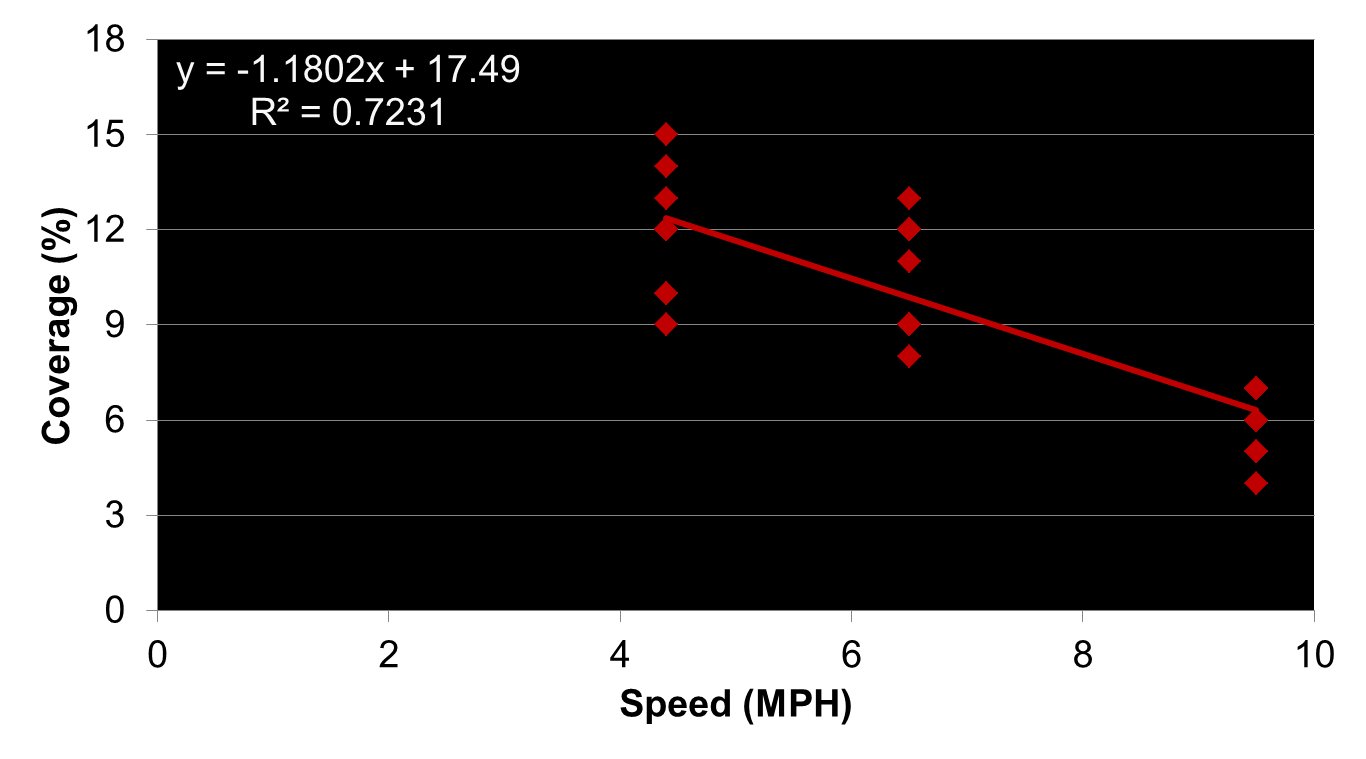 y = -1.1802x + 17.49
R² = 0.7231
18
15
12
9
6
3
0
Coverage (%)
0 2 4 6 8 10
Speed (MPH)